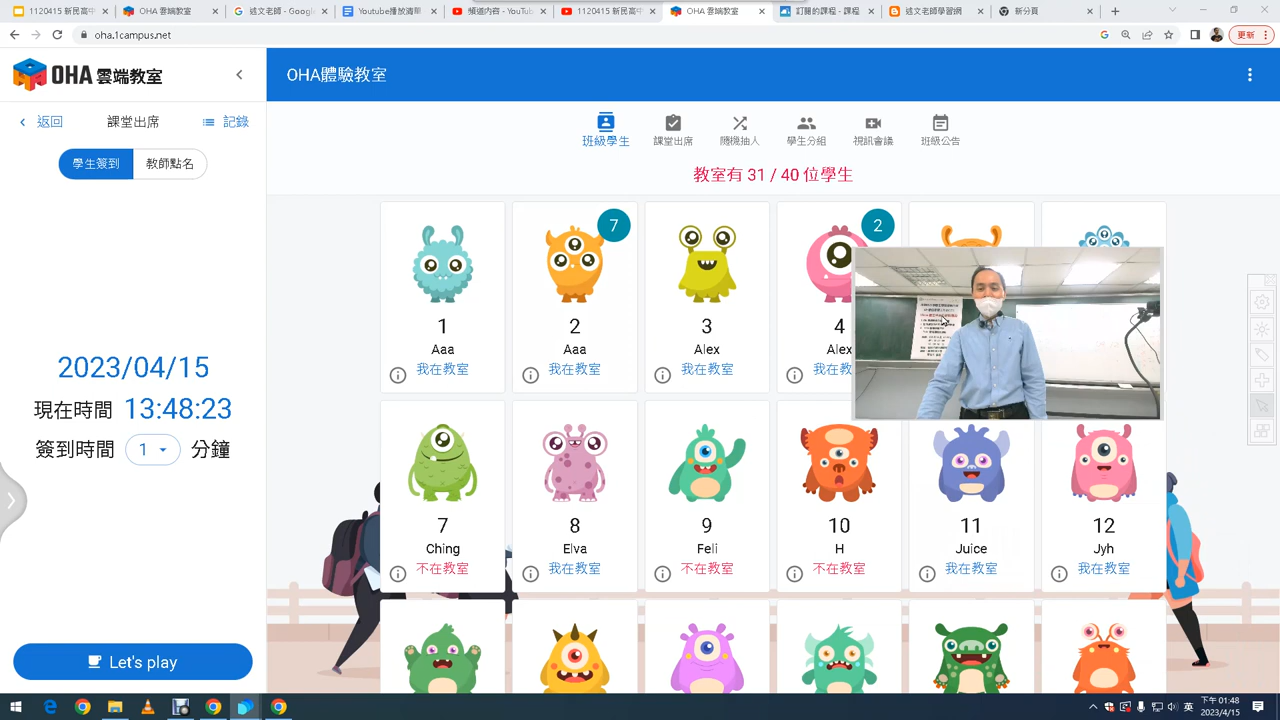 1120415 新民高中
OHA 雲端教室
述文老師 - Googl
Youtube播放清單
頻道內容 - YouTub
1120415 新民高中
OHA 雲端教室
訂閱的課程 - 課程
述文老師學習網
新分頁
oha.1campus.net
更新
OHA 雲端教室
OHA體驗教室
返回
課堂出席
記錄
學生簽到
教師點名
班級學生
課堂出席
隨機抽人
學生分組
視訊會議
班級公告
教室有 31 / 40 位學生
2023/04/15
現在時間 13:48:23
簽到時間 1 分鐘
Let's play
7
2
1
2
3
4
Aaa
Aaa
Alex
Alex
我在教室
我在教室
我在教室
我在教
7
8
9
10
11
12
Ching
Elva
Feli
H
Juice
Jyh
不在教室
我在教室
不在教室
不在教室
我在教室
我在教室
英
下午 01:48
2023/4/15